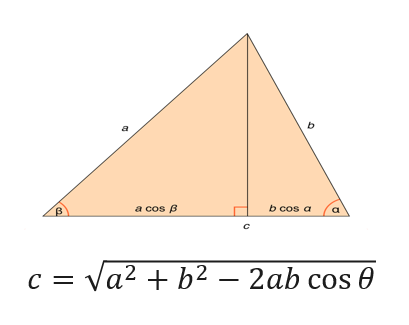 a
b
β
a cos β
b cos α
α
c
c = √a² + b² − 2ab cos θ